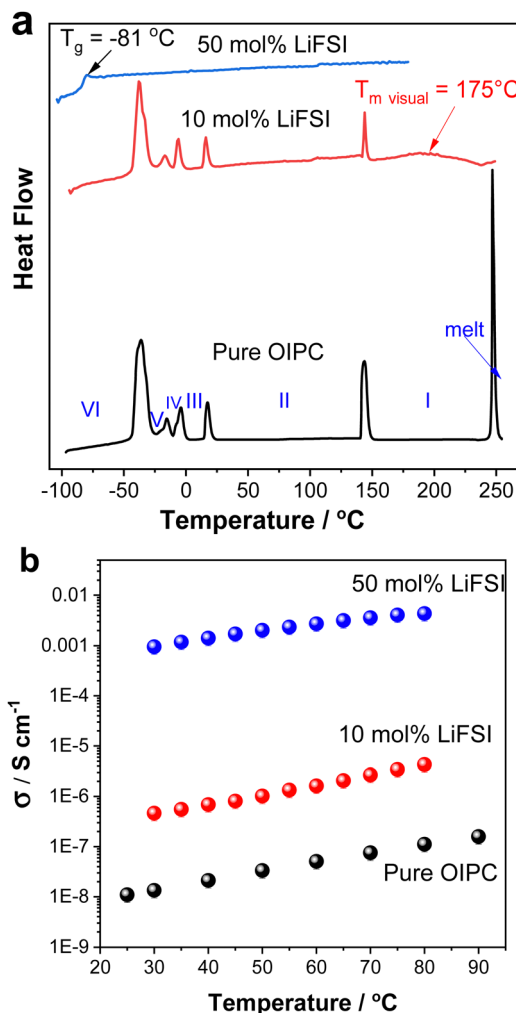 a
T_g = -81 °C
50 mol% LiFSI
10 mol% LiFSI
T_m visual = 175°C
Heat Flow
Pure OIPC
melt
VI
V
IV
III
II
I
-100 -50 0 50 100 150 200 250
Temperature / °C
b
50 mol% LiFSI
0.01
0.001
1E-4
10 mol% LiFSI
1E-5
1E-6
1E-7
Pure OIPC
1E-8
1E-9
σ / S cm⁻¹
20 30 40 50 60 70 80 90
Temperature / °C